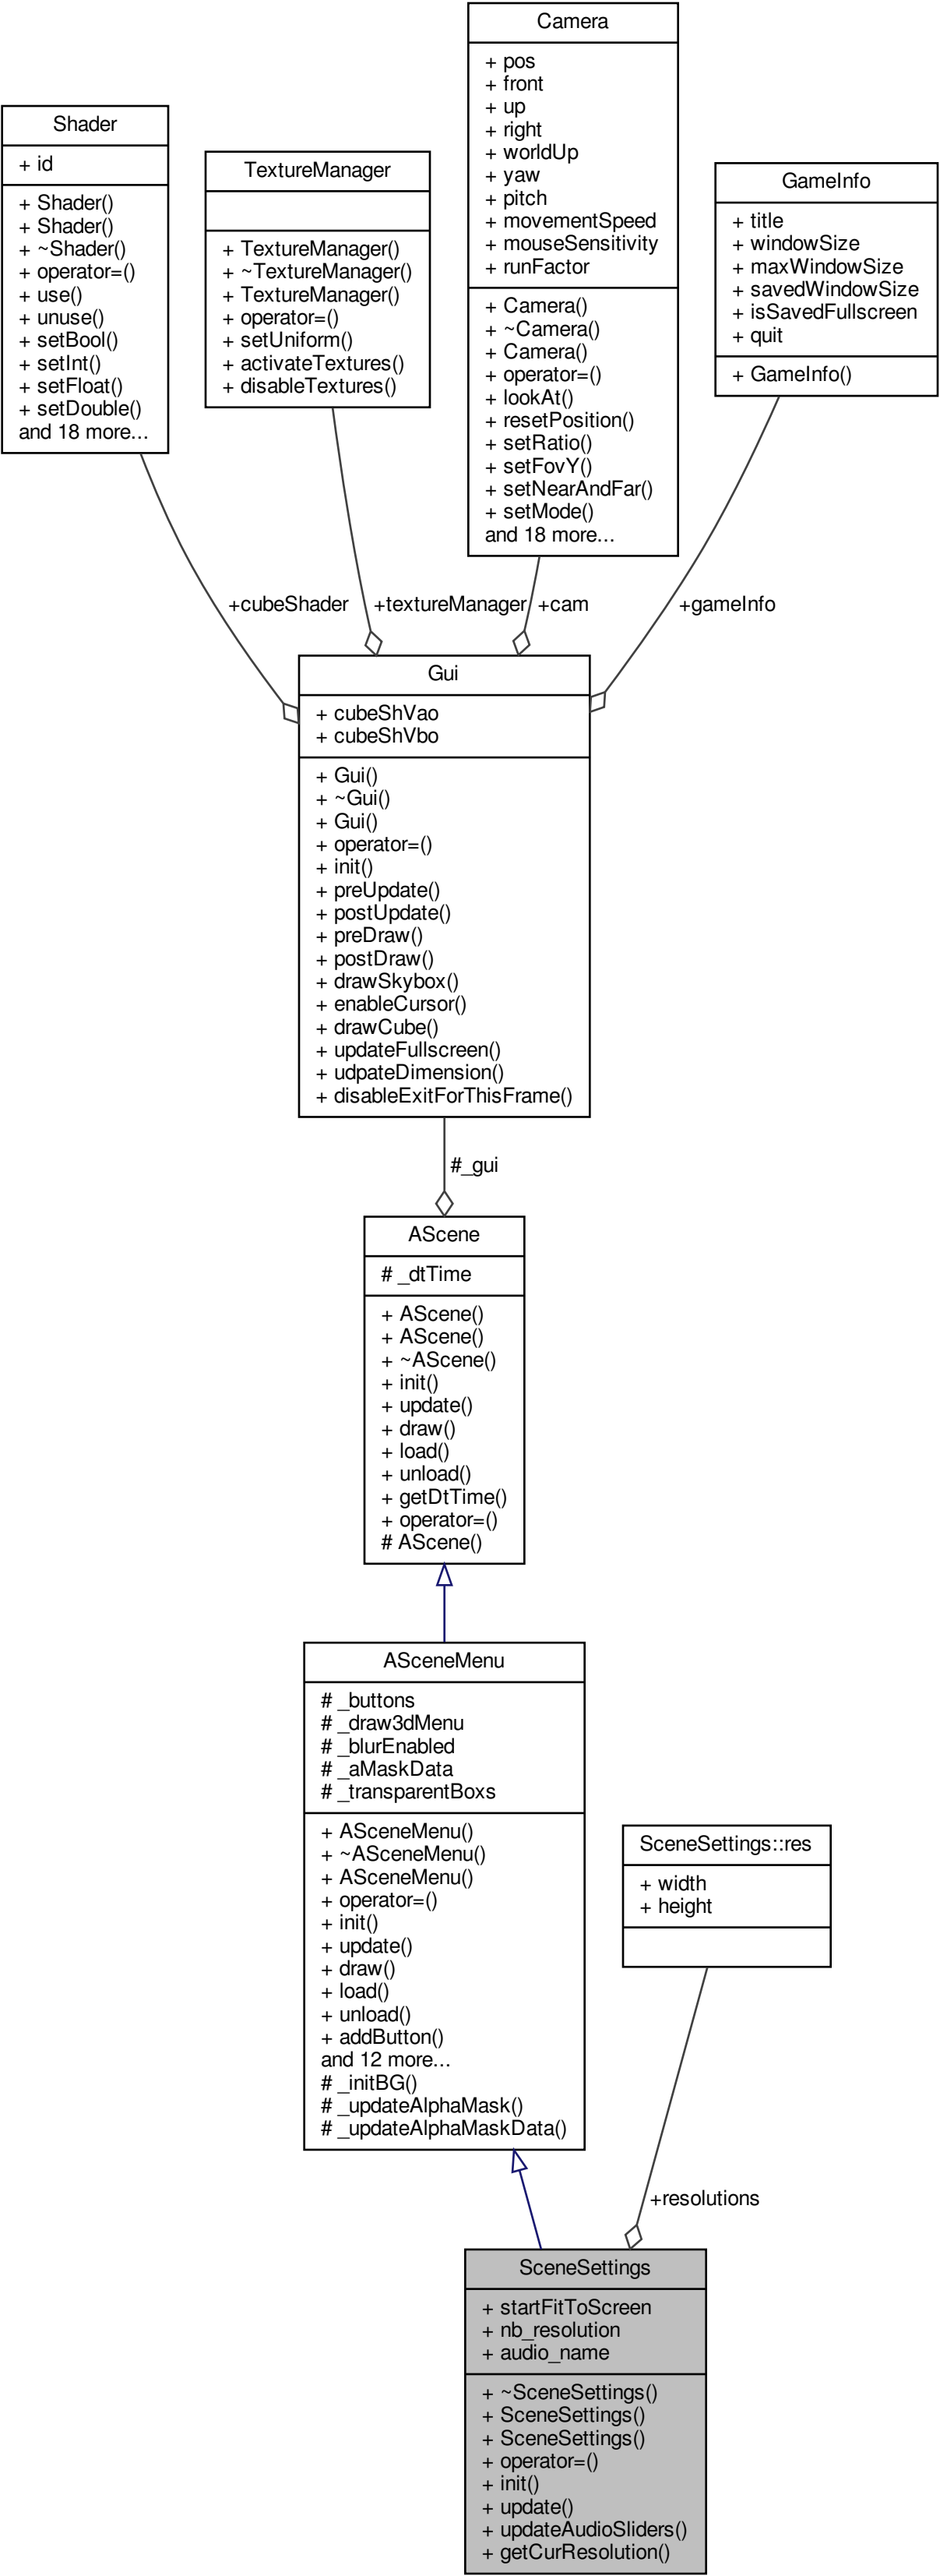 Camera
+ pos
+ front
+ up
+ right
+ worldUp
+ yaw
+ pitch
+ movementSpeed
+ mouseSensitivity
+ runFactor
+ Camera()
+ ~Camera()
+ Camera()
+ operator=()
+ lookAt()
+ resetPosition()
+ setRatio()
+ setFovY()
+ setNearAndFar()
+ setMode()
and 18 more...
Shader
+ id
+ Shader()
+ Shader()
+ ~Shader()
+ operator=()
+ use()
+ unuse()
+ setBool()
+ setInt()
+ setFloat()
+ setDouble()
and 18 more...
TextureManager
+ TextureManager()
+ ~TextureManager()
+ TextureManager()
+ operator=()
+ setUniform()
+ activateTextures()
+ disableTextures()
GameInfo
+ title
+ windowSize
+ maxWindowSize
+ savedWindowSize
+ isSavedFullscreen
+ quit
+ GameInfo()
+cubeShader
+textureManager
+cam
+gameInfo
Gui
+ cubeShVao
+ cubeShVbo
+ Gui()
+ ~Gui()
+ Gui()
+ operator=()
+ init()
+ preUpdate()
+ postUpdate()
+ preDraw()
+ postDraw()
+ drawSkybox()
+ enableCursor()
+ drawCube()
+ updateFullscreen()
+ udpateDimension()
+ disableExitForThisFrame()
#_gui
AScene
# _dtTime
+ AScene()
+ AScene()
+ ~AScene()
+ init()
+ update()
+ draw()
+ load()
+ unload()
+ getDtTime()
+ operator=()
# AScene()
ASceneMenu
# _buttons
# _draw3dMenu
# _blurEnabled
# _aMaskData
# _transparentBoxs
+ ASceneMenu()
+ ~ASceneMenu()
+ ASceneMenu()
+ operator=()
+ init()
+ update()
+ draw()
+ load()
+ unload()
+ addButton()
and 12 more...
# _initBG()
# _updateAlphaMask()
# _updateAlphaMaskData()
SceneSettings::res
+ width
+ height
+resolutions
SceneSettings
+ startFitToScreen
+ nb_resolution
+ audio_name
+ ~SceneSettings()
+ SceneSettings()
+ SceneSettings()
+ operator=()
+ init()
+ update()
+ updateAudioSliders()
+ getCurResolution()